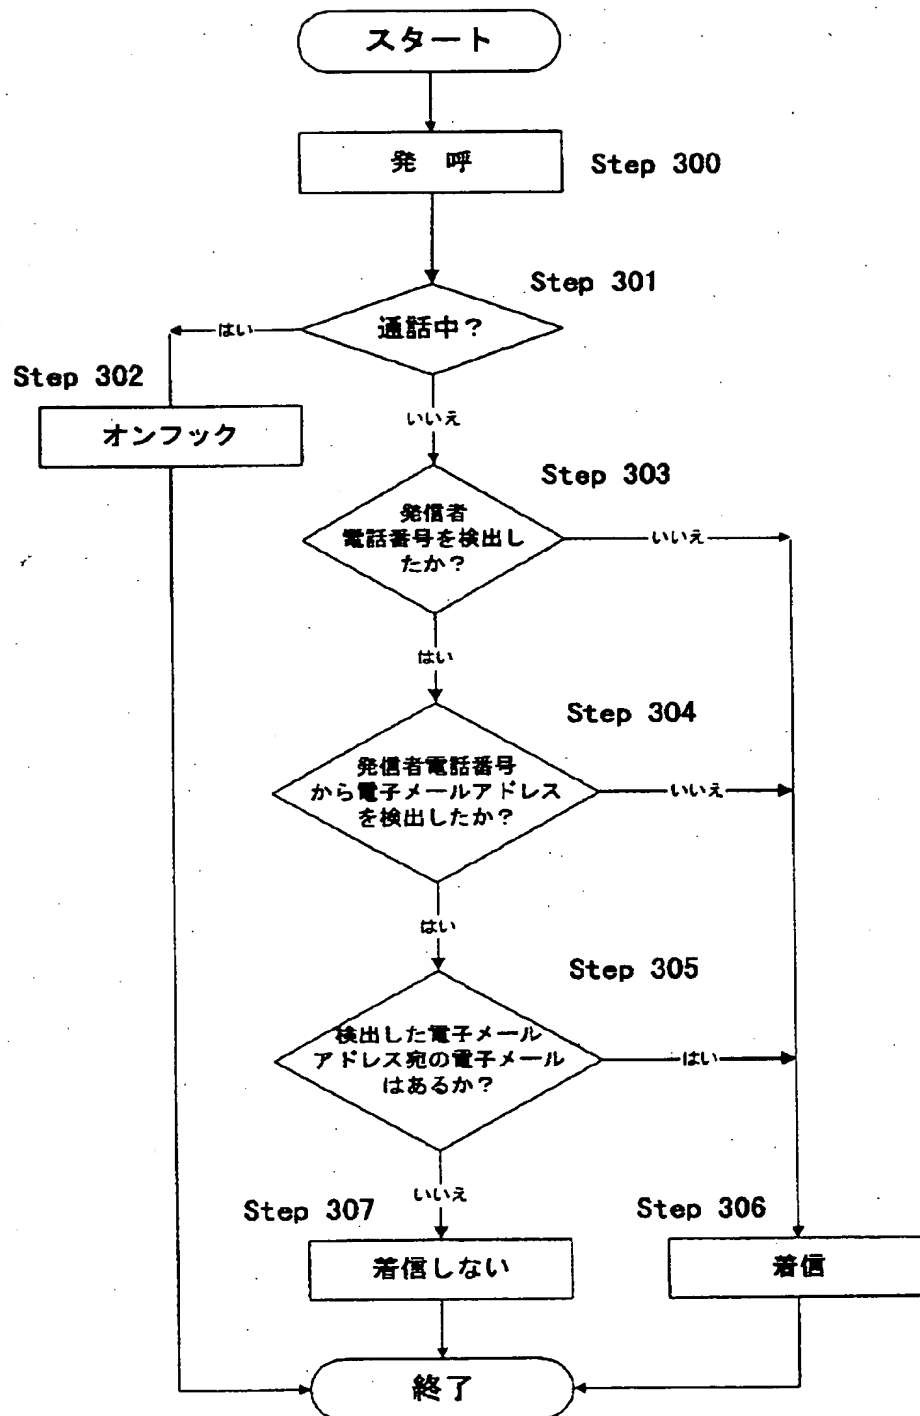 スタート
発 呼
Step 300
Step 301
通話中?
はい
Step 302
オンフック
いいえ
Step 303
発信者
電話番号を検出し
たか?
いいえ
はい
Step 304
発信者電話番号
から電子メールアドレス
を検出したか?
いいえ
はい
Step 305
検出した電子メール
アドレス宛の電子メール
はあるか?
はい
いいえ
Step 307
着信しない
Step 306
着信
終了